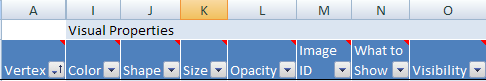 A I J K L M N O
Visual Properties
Vertex Color Shape Size Opacity Image ID What to Show Visibility